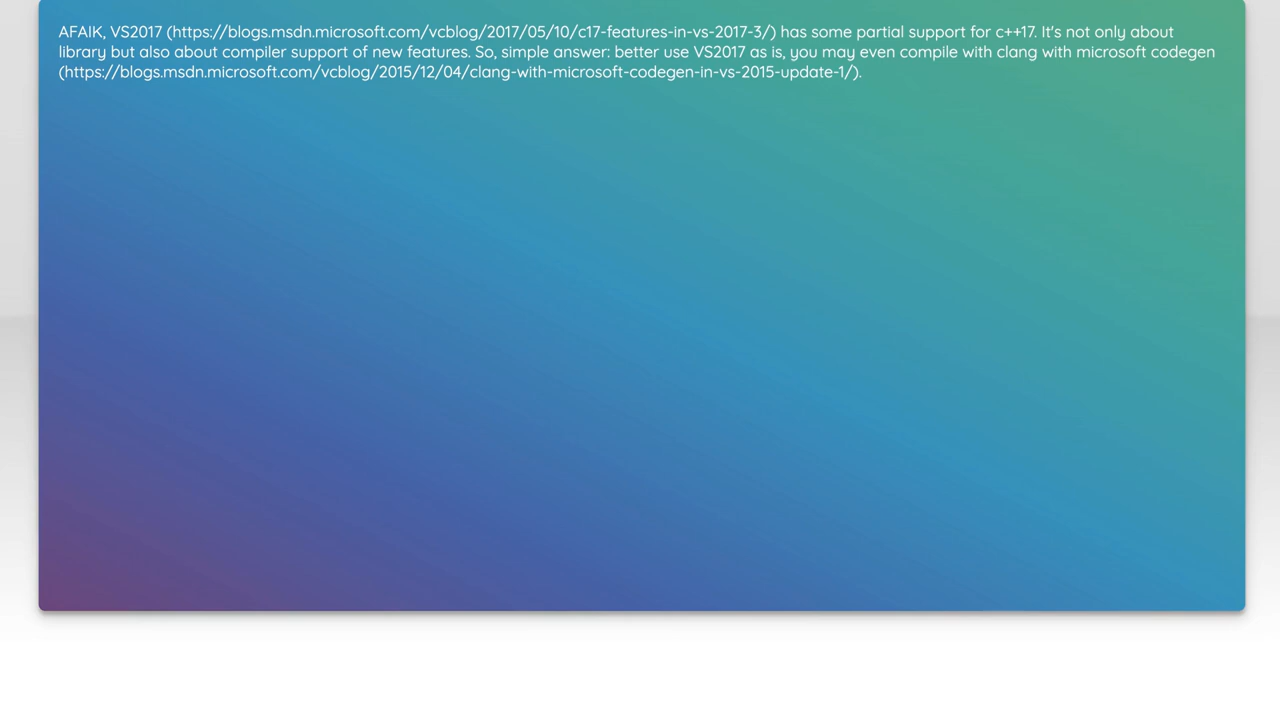 AFAIK, VS2017 (https://blogs.msdn.microsoft.com/vcblog/2017/05/10/c17-features-in-vs-2017-3/) has some partial support for c++17. It's not only about
library but also about compiler support of new features. So, simple answer: better use VS2017 as is, you may even compile with clang with microsoft codegen
(https://blogs.msdn.microsoft.com/vcblog/2015/12/04/clang-with-microsoft-codegen-in-vs-2015-update-1/).